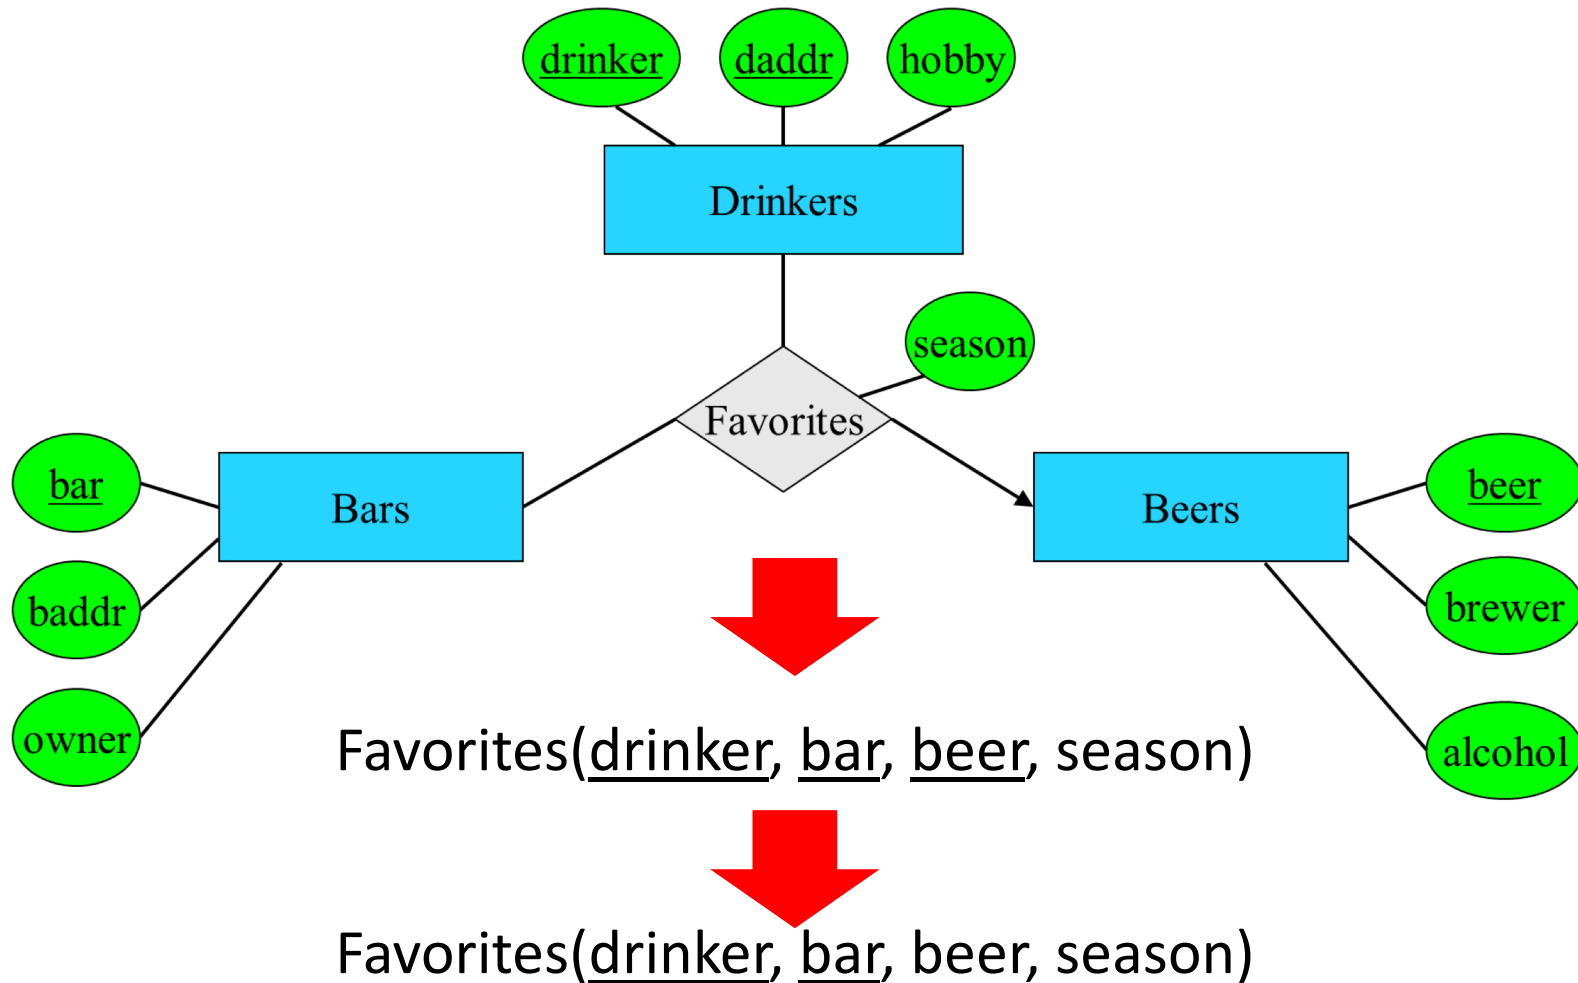 drinker daddr hobby
Drinkers
season
Favorites
bar
Bars
Beers
beer
baddr
brewer
owner
alcohol
Favorites(drinker, bar, beer, season)
Favorites(drinker, bar, beer, season)